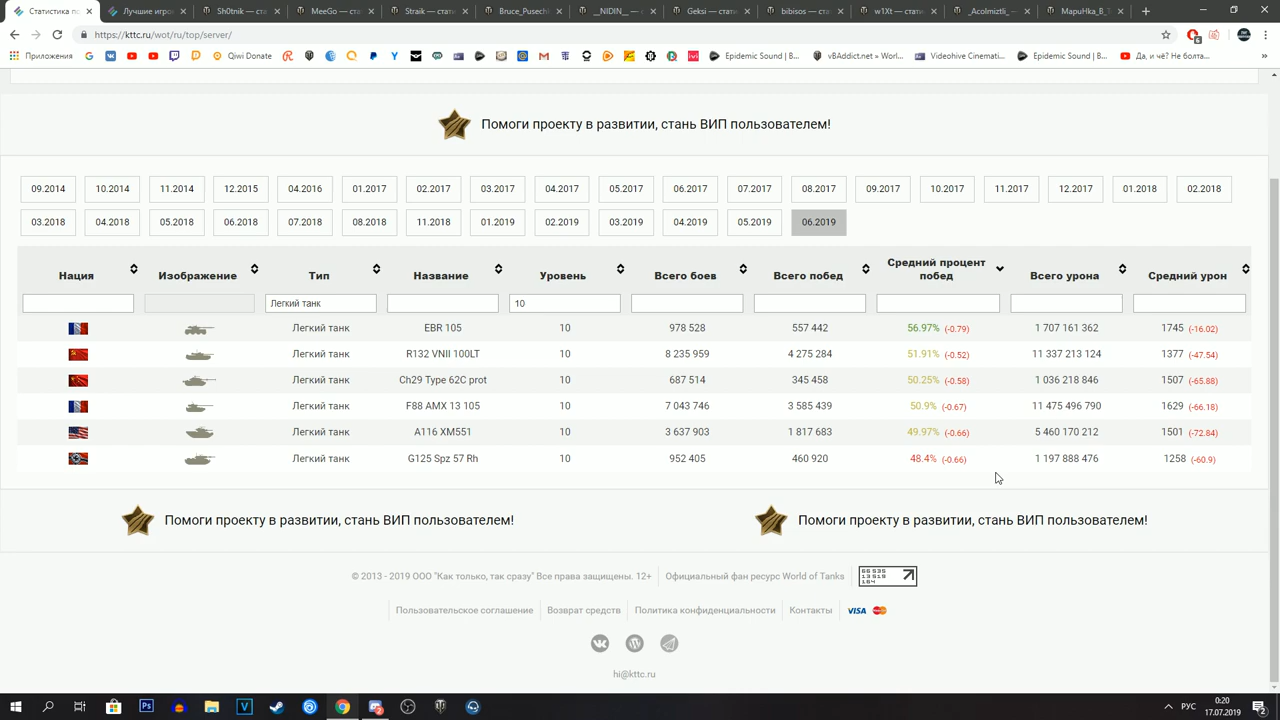 Статистика по
Лучшие игрок
Sh0tnik — ста
MeeGo — стат
Straik — стати
Bruce_Pusech
__NIDIN__ —
Geksi — стати
bibisos — ста
w1Xt — стати
_Acolmiztli_ —
MapuHka_B_T
https://kttc.ru/wot/ru/top/server/
6
Приложения
Qiwi Donate
Epidemic Sound | B...
vBAddict.net » Worl...
Videohive Cinemati...
Epidemic Sound | B...
Да, и чё? Не болта...
»
Помоги проекту в развитии, стань ВИП пользователем!
09.2014 10.2014 11.2014 12.2015 04.2016 01.2017 02.2017 03.2017 04.2017 05.2017 06.2017 07.2017 08.2017 09.2017 10.2017 11.2017 12.2017 01.2018 02.2018
03.2018 04.2018 05.2018 06.2018 07.2018 08.2018 11.2018 01.2019 02.2019 03.2019 04.2019 05.2019 06.2019
Нация Изображение Тип Название Уровень Всего боев Всего побед Средний процент побед Всего урона Средний урон
Легкий танк 10
Легкий танк EBR 105 10 978 528 557 442 56.97% (-0.79) 1 707 161 362 1745 (-16.02)
Легкий танк R132 VNII 100LT 10 8 235 959 4 275 284 51.91% (-0.52) 11 337 213 124 1377 (-47.54)
Легкий танк Ch29 Type 62C prot 10 687 514 345 458 50.25% (-0.58) 1 036 218 846 1507 (-65.88)
Легкий танк F88 AMX 13 105 10 7 043 746 3 585 439 50.9% (-0.67) 11 475 496 790 1629 (-66.18)
Легкий танк A116 XM551 10 3 637 903 1 817 683 49.97% (-0.66) 5 460 170 212 1501 (-72.84)
Легкий танк G125 Spz 57 Rh 10 952 405 460 920 48.4% (-0.66) 1 197 888 476 1258 (-60.9)
Помоги проекту в развитии, стань ВИП пользователем!
Помоги проекту в развитии, стань ВИП пользователем!
© 2013 - 2019 ООО "Как только, так сразу" Все права защищены. 12+ Официальный фан ресурс World of Tanks
Пользовательское соглашение Возврат средств Политика конфиденциальности Контакты VISA
hi@kttc.ru
РУС
0:20
17.07.2019
2